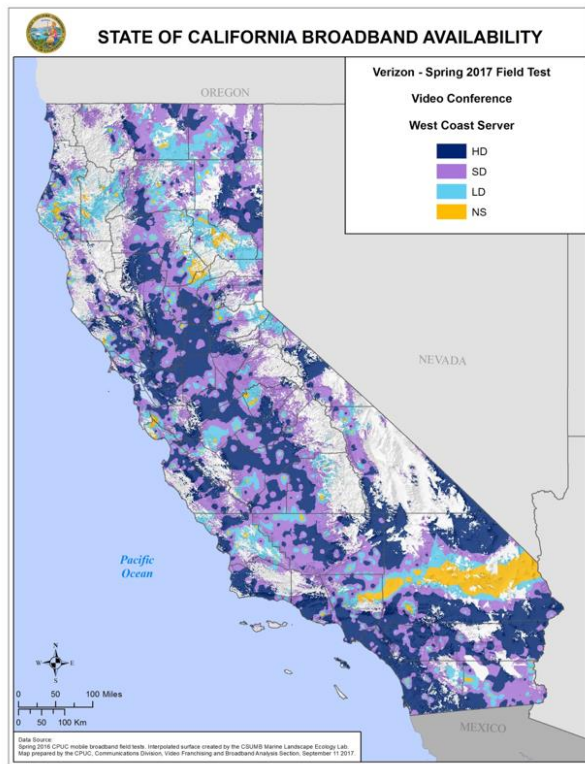 STATE OF CALIFORNIA BROADBAND AVAILABILITY
Verizon - Spring 2017 Field Test
Video Conference
West Coast Server
HD
SD
LD
NS
OREGON
NEVADA
Pacific
Ocean
N
W E
S
0 50 100 Miles
0 50 100 Km
MEXICO
Data Source:
Spring 2016 CPUC mobile broadband field tests. Interpolated surface created by the CSUMB Marine Landscape Ecology Lab.
Map prepared by the CPUC, Communications Division, Video Franchising and Broadband Analysis Section, September 11 2017.